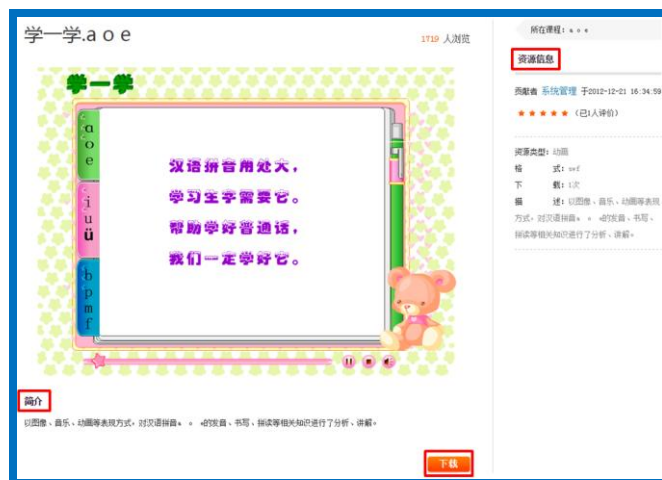 学一学.a o e
1719 人浏览
学一学
a
o
e
i
u
ü
b
p
m
f
汉语拼音用处大，
学习生字需要它。
帮助学好普通话，
我们一定学好它。
简介
以图像、音乐、动画等表现方式，对汉语拼音a o e的发音、书写、拼读等相关知识进行了分析、讲解。
下载
所在课程：a o e
资源信息
贡献者 系统管理 于2012-12-21 16:34:59
（已1人评价）
资源类型：动画
格 式：swf
下 载：1次
描 述：以图像、音乐、动画等表现
方式，对汉语拼音a o e的发音、书写、
拼读等相关知识进行了分析、讲解。